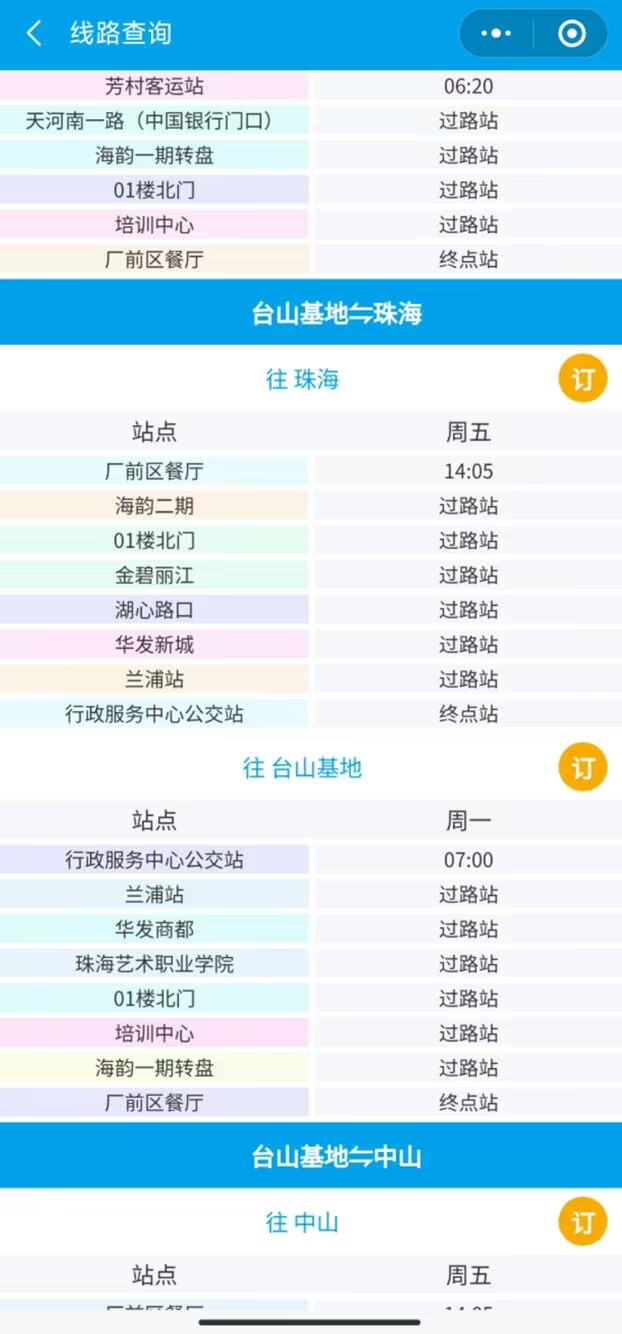 线路查询
芳村客运站 06:20
天河南一路（中国银行门口） 过路站
海韵一期转盘 过路站
01楼北门 过路站
培训中心 过路站
厂前区餐厅 终点站
台山基地⇋珠海
往 珠海 订
站点 周五
厂前区餐厅 14:05
海韵二期 过路站
01楼北门 过路站
金碧丽江 过路站
湖心路口 过路站
华发新城 过路站
兰浦站 过路站
行政服务中心公交站 终点站
往 台山基地 订
站点 周一
行政服务中心公交站 07:00
兰浦站 过路站
华发商都 过路站
珠海艺术职业学院 过路站
01楼北门 过路站
培训中心 过路站
海韵一期转盘 过路站
厂前区餐厅 终点站
台山基地⇋中山
往 中山 订
站点 周五